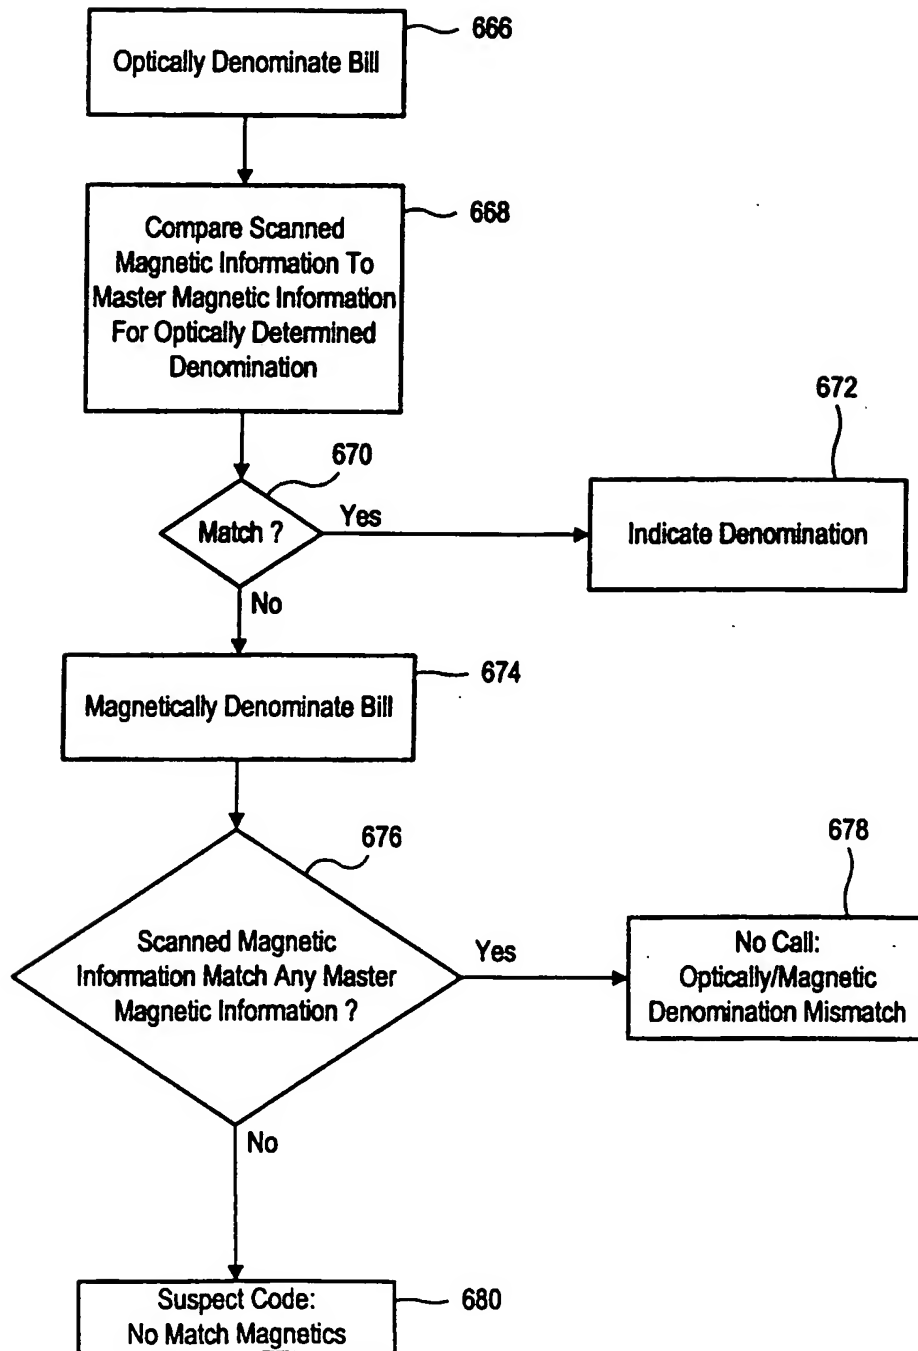 666
Optically Denominate Bill
668
Compare Scanned
Magnetic Information To
Master Magnetic Information
For Optically Determined
Denomination
672
670
Match ?
Yes
Indicate Denomination
No
674
Magnetically Denominate Bill
676
678
Scanned Magnetic
Information Match Any Master
Magnetic Information ?
Yes
No Call:
Optically/Magnetic
Denomination Mismatch
No
680
Suspect Code:
No Match Magnetics